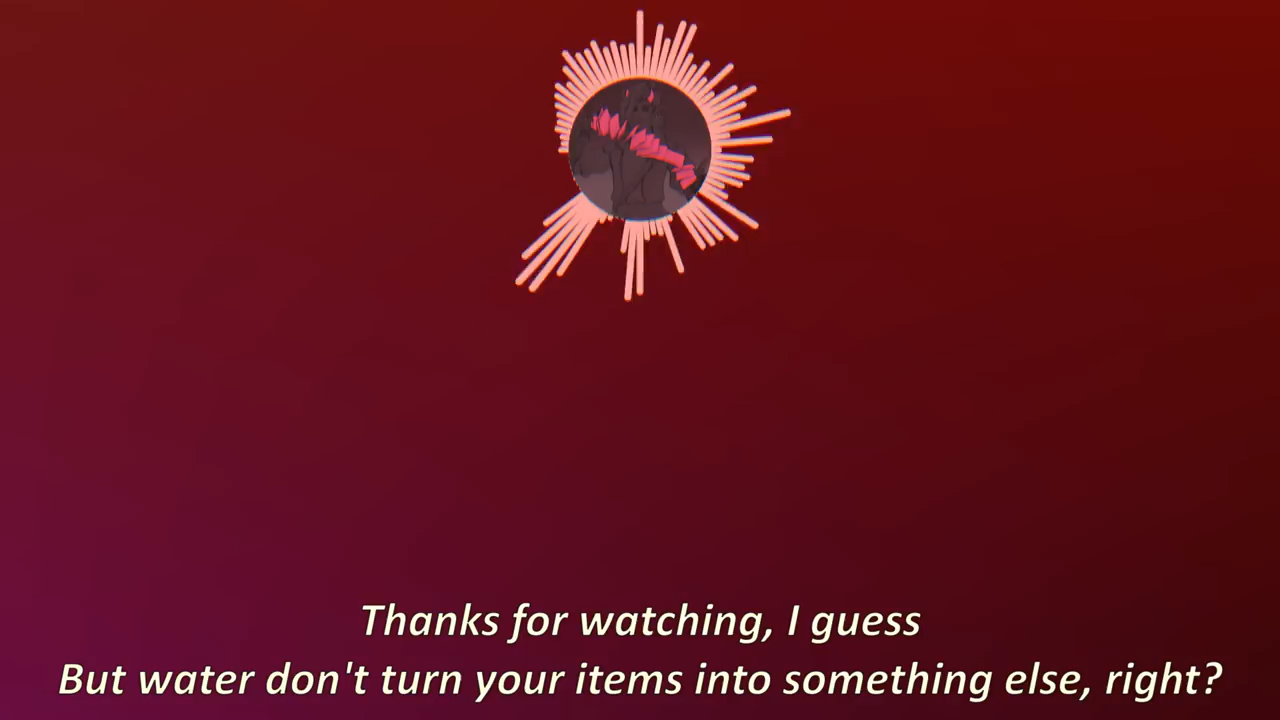 Thanks for watching, I guess
But water don't turn your items into something else, right?